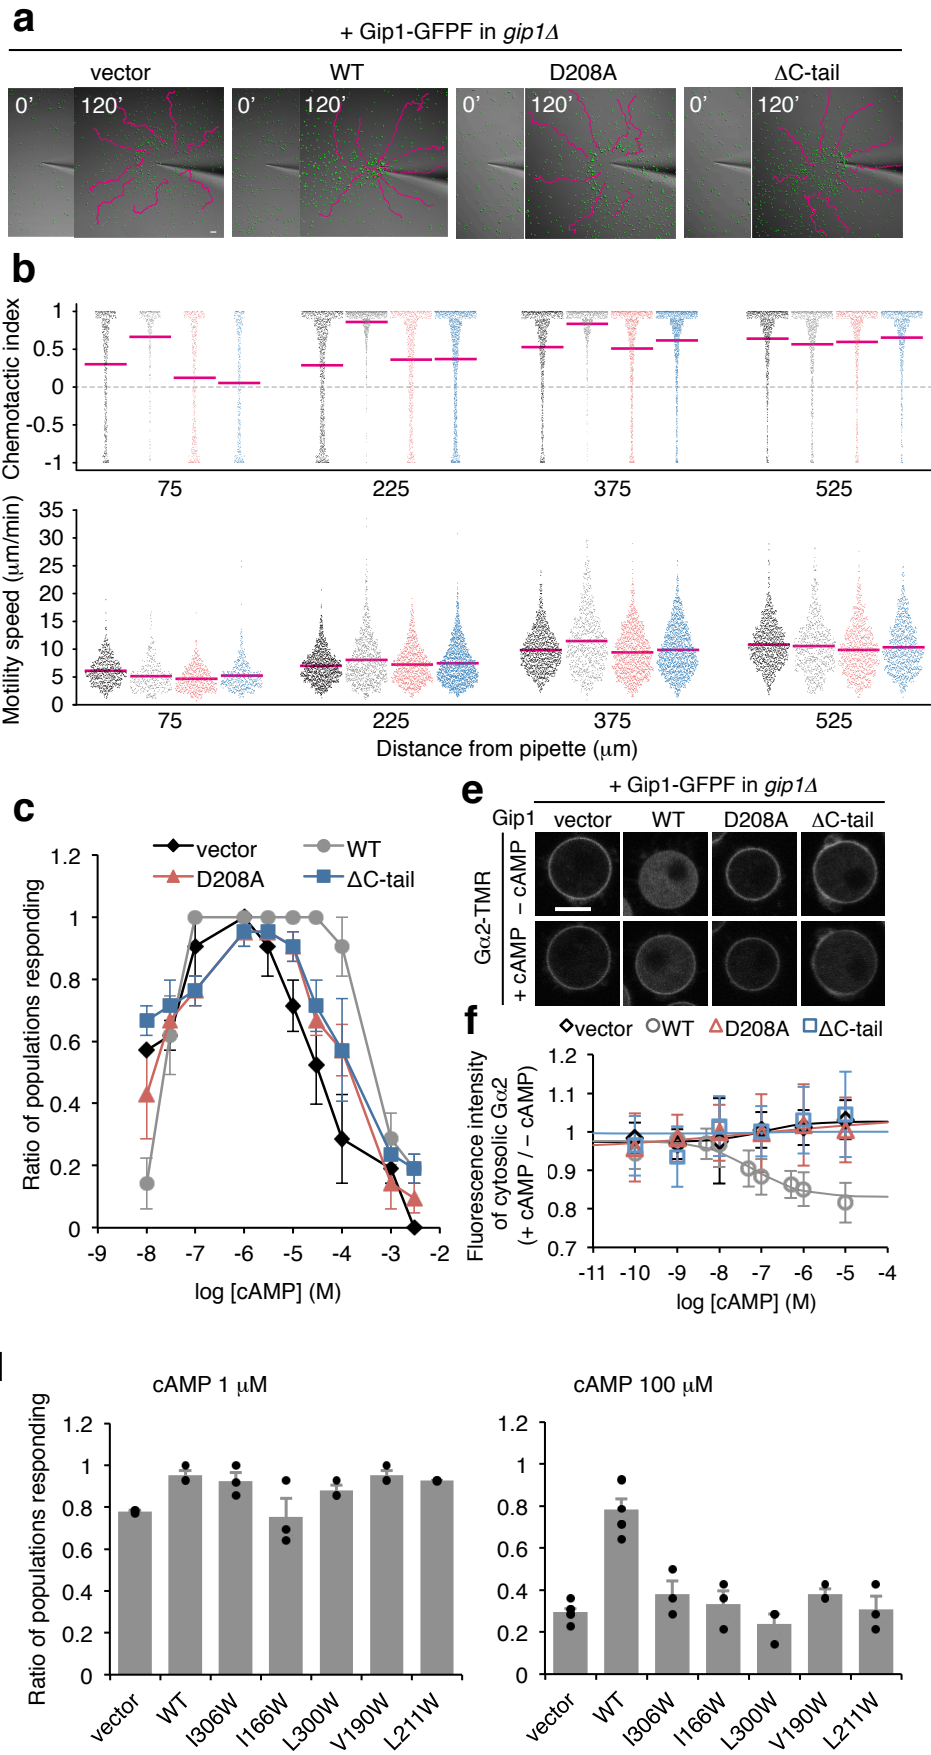 a
+ Gip1-GFPF in gip1Δ
vector WT D208A ΔC-tail
0' 120' 0' 120' 0' 120' 0' 120'
b
Chemotactic index
1
0.5
0
-0.5
-1
75 225 375 525
Motility speed (μm/min)
35
30
25
20
15
10
5
0
75 225 375 525
Distance from pipette (μm)
c
vector WT
D208A ΔC-tail
Ratio of populations responding
1.2
1
0.8
0.6
0.4
0.2
0
-9 -8 -7 -6 -5 -4 -3 -2
log [cAMP] (M)
e
+ Gip1-GFPF in gip1Δ
Gip1 vector WT D208A ΔC-tail
Gα2-TMR
− cAMP
+ cAMP
f
vector WT D208A ΔC-tail
Fluorescence intensity
of cytosolic Gα2
(+ cAMP / − cAMP)
1.2
1.1
1
0.9
0.8
0.7
-11 -10 -9 -8 -7 -6 -5 -4
log [cAMP] (M)
cAMP 1 μM
Ratio of populations responding
1.2
1
0.8
0.6
0.4
0.2
0
vector WT I306W I166W L300W V190W L211W
cAMP 100 μM
1.2
1
0.8
0.6
0.4
0.2
0
vector WT I306W I166W L300W V190W L211W